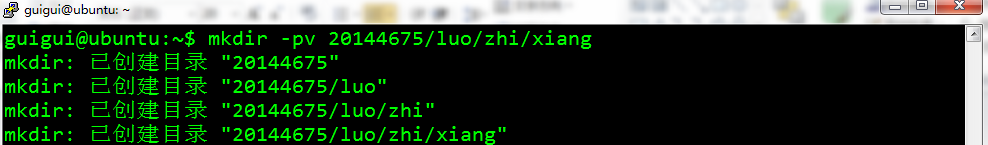 guigui@ubuntu: ~
guigui@ubuntu:~$ mkdir -pv 20144675/luo/zhi/xiang
mkdir: 已创建目录 "20144675"
mkdir: 已创建目录 "20144675/luo"
mkdir: 已创建目录 "20144675/luo/zhi"
mkdir: 已创建目录 "20144675/luo/zhi/xiang"